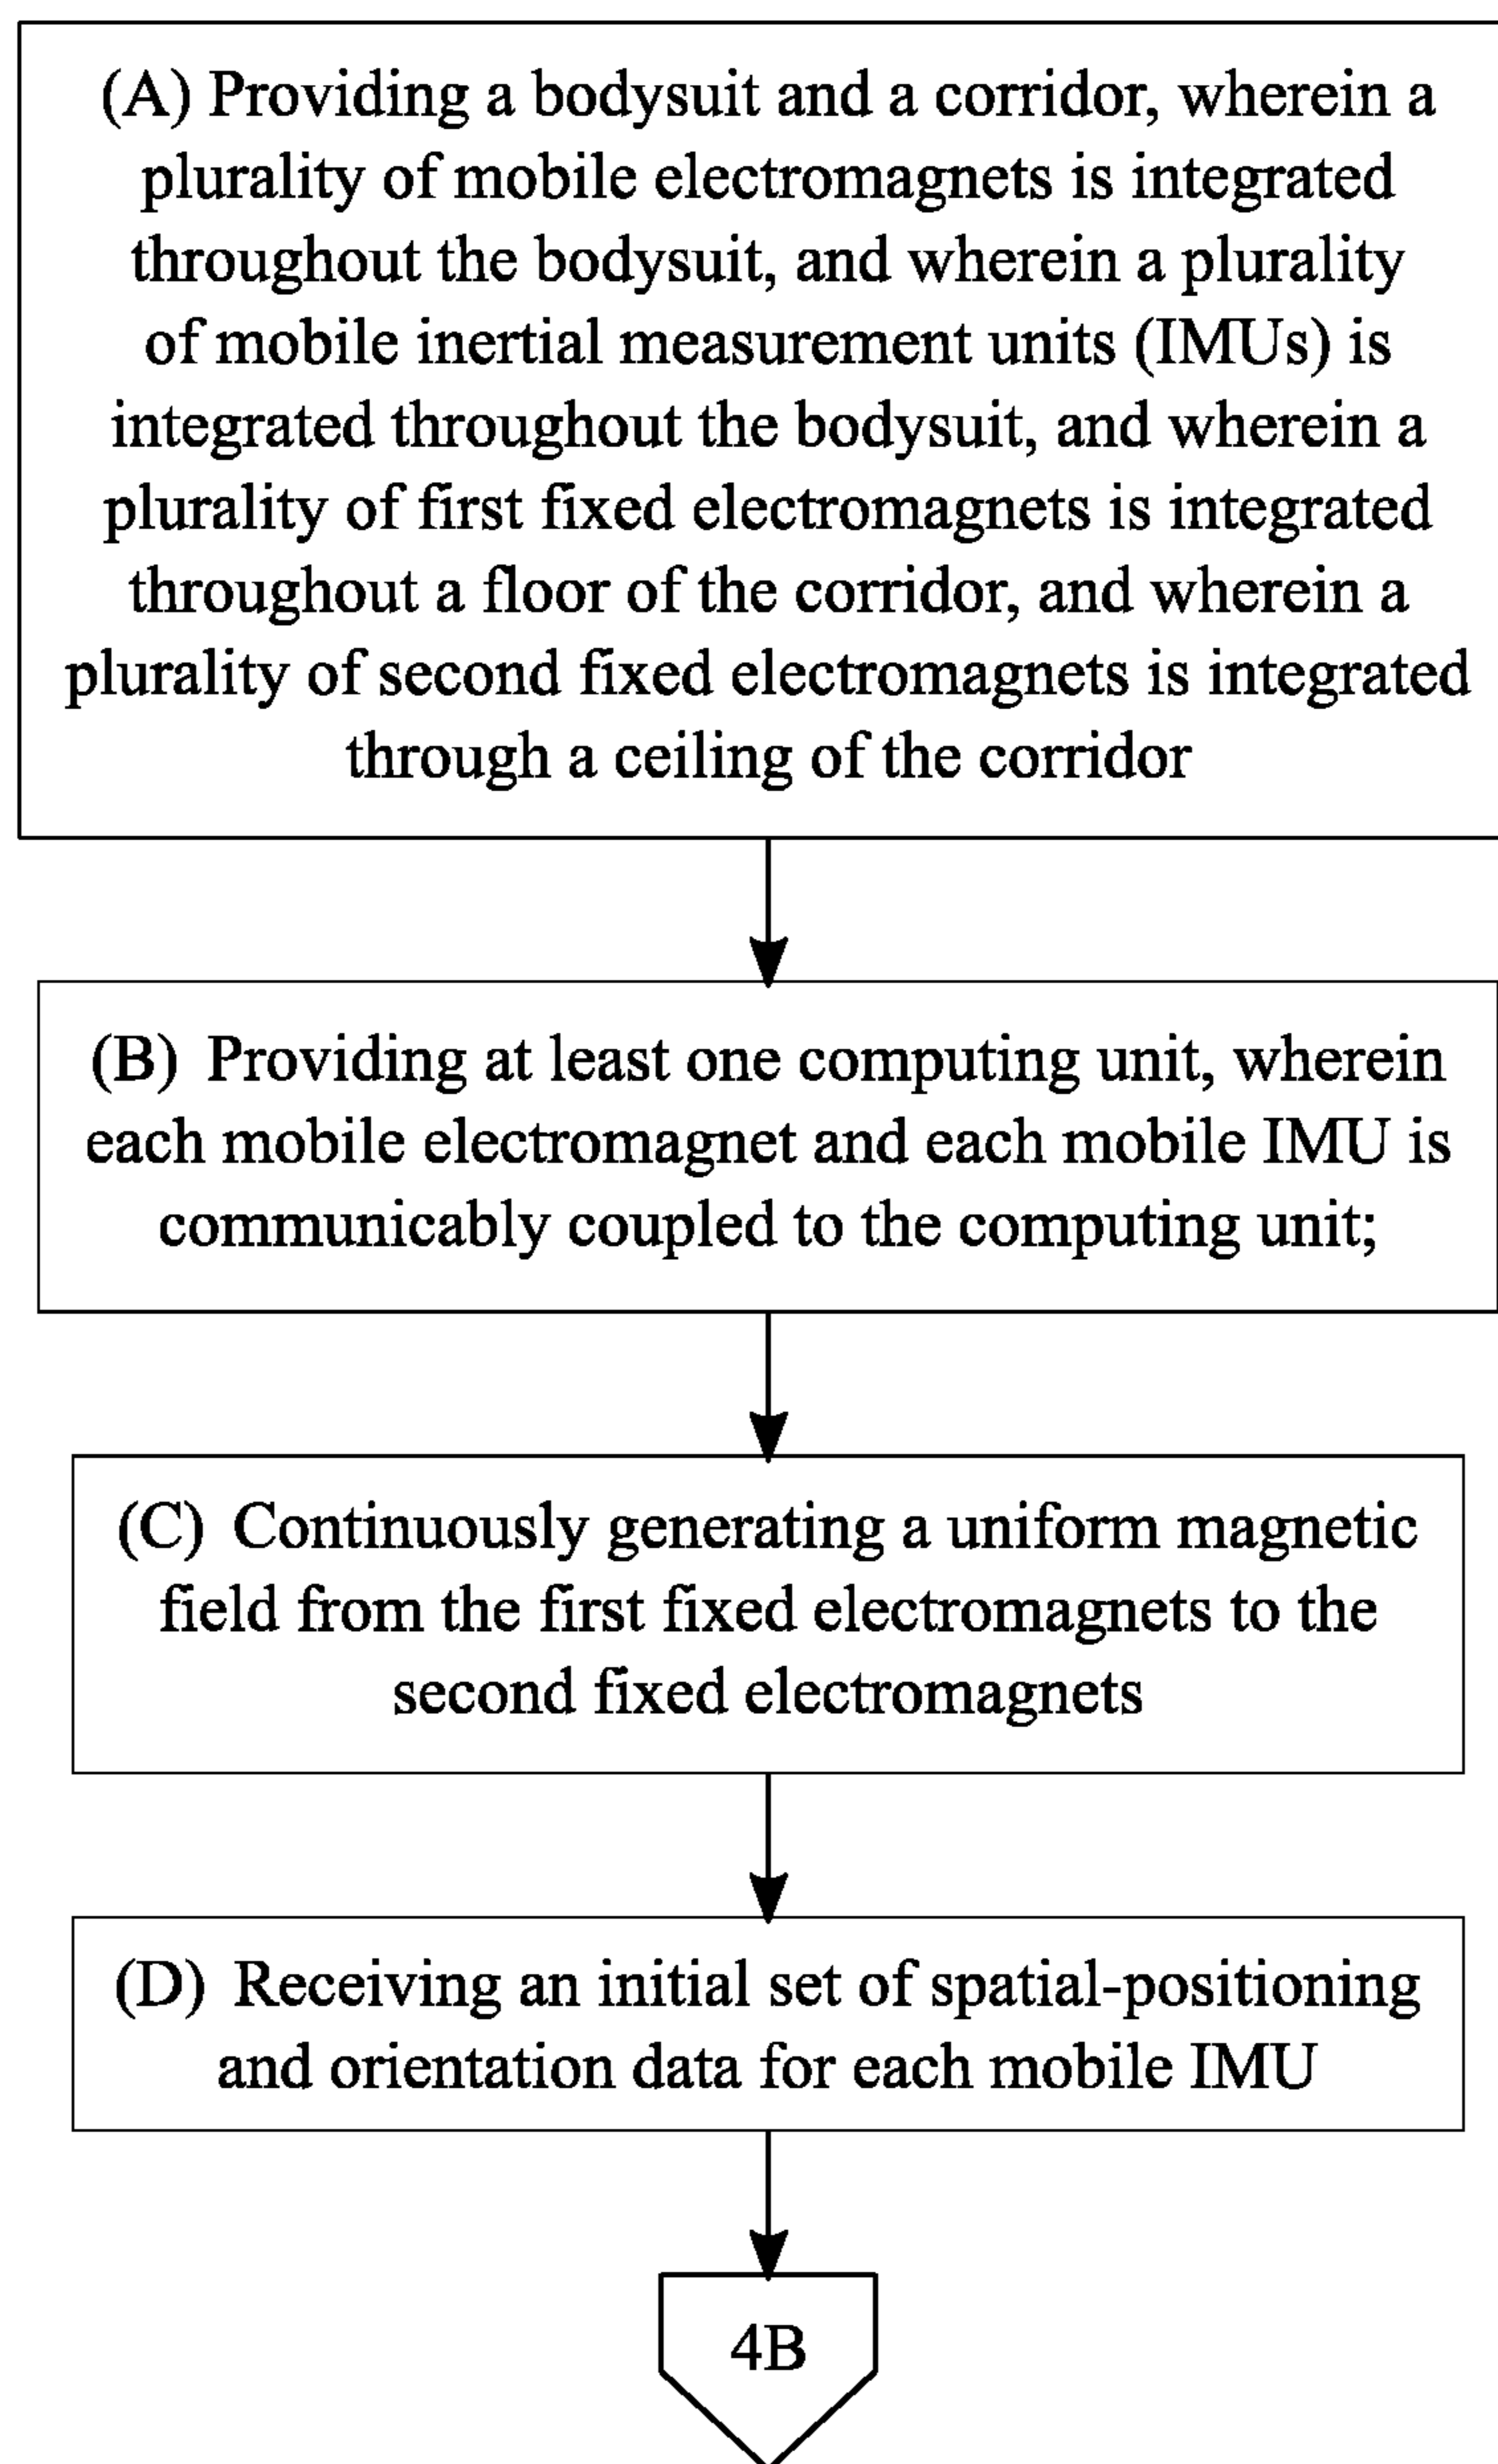 (A) Providing a bodysuit and a corridor, wherein a
plurality of mobile electromagnets is integrated
throughout the bodysuit, and wherein a plurality
of mobile inertial measurement units (IMUs) is
integrated throughout the bodysuit, and wherein a
plurality of first fixed electromagnets is integrated
throughout a floor of the corridor, and wherein a
plurality of second fixed electromagnets is integrated
through a ceiling of the corridor
(B) Providing at least one computing unit, wherein
each mobile electromagnet and each mobile IMU is
communicably coupled to the computing unit;
(C) Continuously generating a uniform magnetic
field from the first fixed electromagnets to the
second fixed electromagnets
(D) Receiving an initial set of spatial-positioning
and orientation data for each mobile IMU
4B